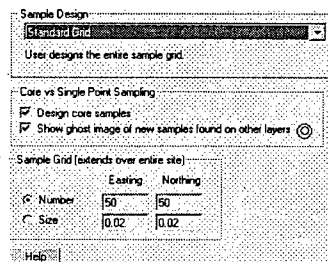 Sample Design
Standard Grid
User designs the entire sample grid.
Core vs Single Point Sampling
Design core samples
Show ghost image of new samples found on other layers
Sample Grid (extends over entire site)
Easting Northing
Number 50 50
Size 0.02 0.02
Help